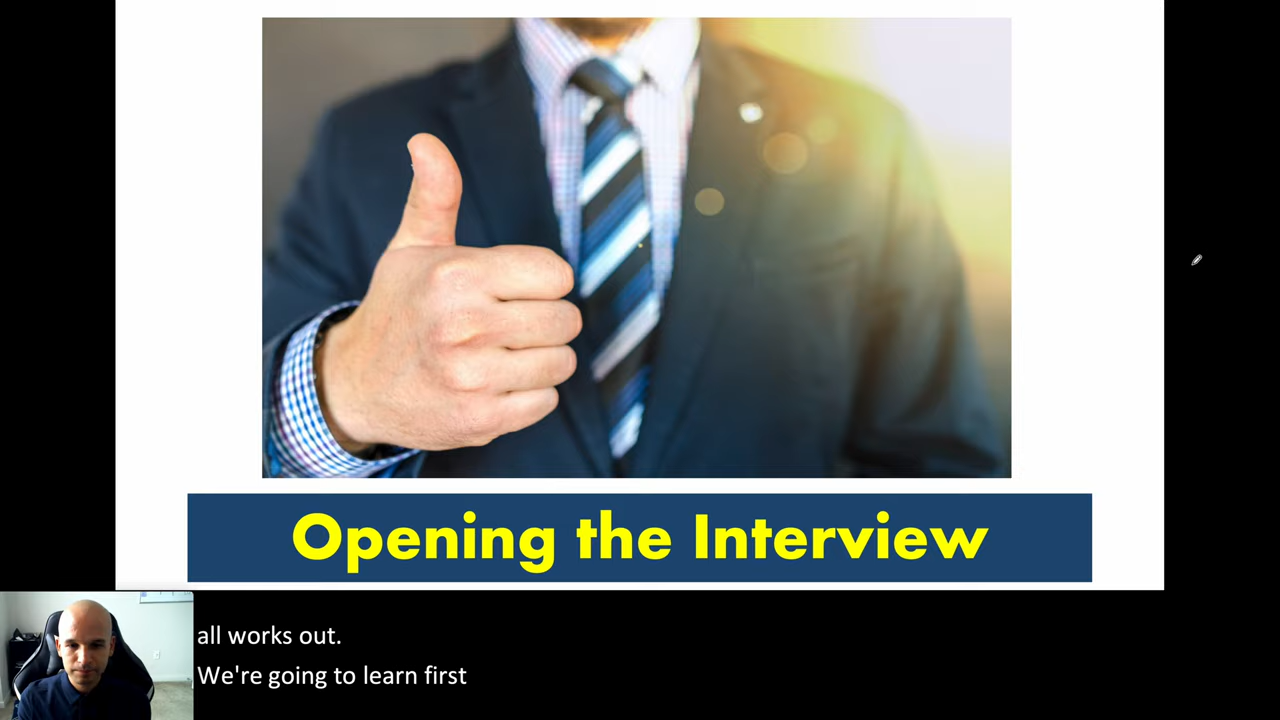 Opening the Interview
all works out.
We're going to learn first